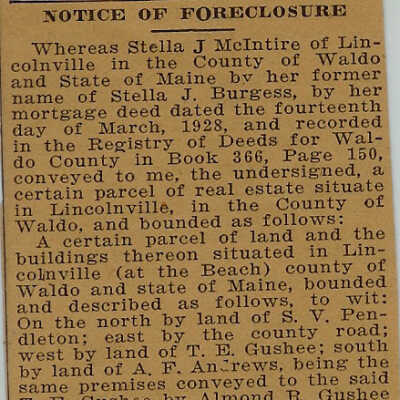 NOTICE OF FORECLOSURE
Whereas Stella J McIntire of Lin-
colnville in the County of Waldo
and State of Maine bv her former
name of Stella J. Burgess, by her
mortgage deed dated the fourteenth
day of March, 1928, and recorded
in the Registry of Deeds for Wal-
do County in Book 366, Page 150,
conveyed to me, the undersigned, a
certain parcel of real estate situate
in Lincolnville, in the County of
Waldo, and bounded as follows:
A certain parcel of land and the
buildings thereon situated in Lin-
colnville (at the Beach) county of
Waldo and state of Maine, bounded
and described as follows, to wit:
On the north by land of S. V. Pen-
dleton; east by the county road;
west by land of T. E. Gushee; south
by land of A. F. Andrews, being the
same premises conveyed to the said
T. E. Gushee by Almond R. Gushee